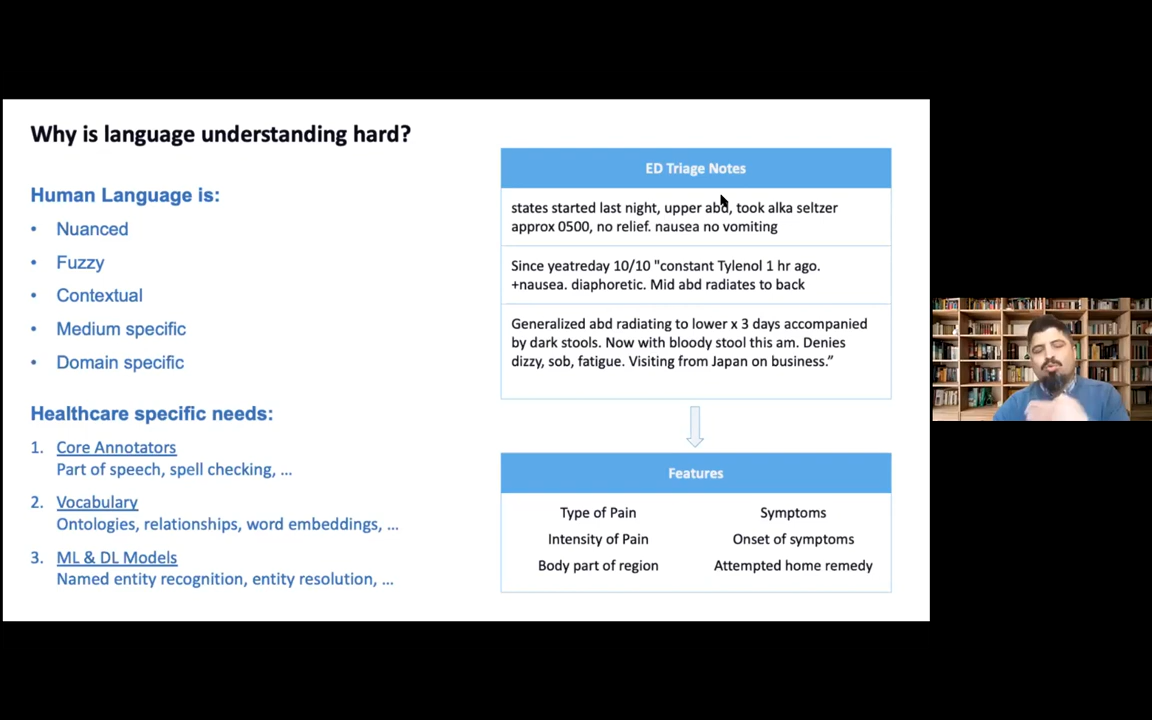 Why is language understanding hard?
Human Language is:
• Nuanced
• Fuzzy
• Contextual
• Medium specific
• Domain specific
Healthcare specific needs:
1. Core Annotators
Part of speech, spell checking, ...
2. Vocabulary
Ontologies, relationships, word embeddings, ...
3. ML & DL Models
Named entity recognition, entity resolution, ...
ED Triage Notes
states started last night, upper abd, took alka seltzer
approx 0500, no relief. nausea no vomiting
Since yeatreday 10/10 "constant Tylenol 1 hr ago.
+nausea. diaphoretic. Mid abd radiates to back
Generalized abd radiating to lower x 3 days accompanied
by dark stools. Now with bloody stool this am. Denies
dizzy, sob, fatigue. Visiting from Japan on business.”
Features
Type of Pain Symptoms
Intensity of Pain Onset of symptoms
Body part of region Attempted home remedy